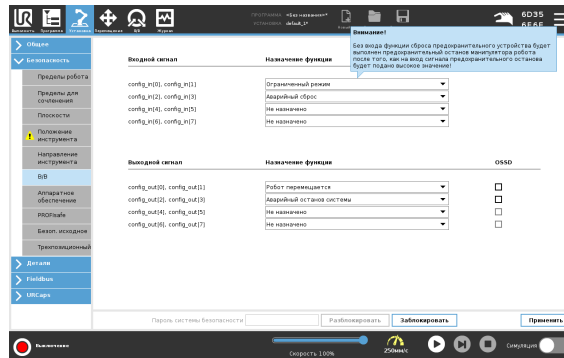 UR
Выполнить
Программа
Установка
Перемещение
В/В
Журнал
ПРОГРАММА <Без названия>*
УСТАНОВКА default_1*
6D35
6F6F
Внимание!
Без входа функции сброса предохранительного устройства будет
выполнен предохранительный останов манипулятора робота
после того, как на вход сигнала предохранительного останова
будет подано высокое значение!
Общее
Безопасность
Пределы робота
Пределы для
сочленения
Плоскости
Положение
инструмента
Направление
инструмента
В/В
Аппаратное
обеспечение
PROFIsafe
Безоп. исходное
Трехпозиционный
Детали
Fieldbus
URCaps
Входной сигнал Назначение функции
config_in[0], config_in[1] Ограниченный режим
config_in[2], config_in[3] Аварийный сброс
config_in[4], config_in[5] Не назначено
config_in[6], config_in[7] Не назначено
Выходной сигнал Назначение функции OSSD
config_out[0], config_out[1] Робот перемещается
config_out[2], config_out[3] Аварийный останов системы
config_out[4], config_out[5] Не назначено
config_out[6], config_out[7] Не назначено
Пароль системы безопасности Разблокировать Заблокировать Применить
Выключение
Скорость 100%
250мм/с
Симуляция